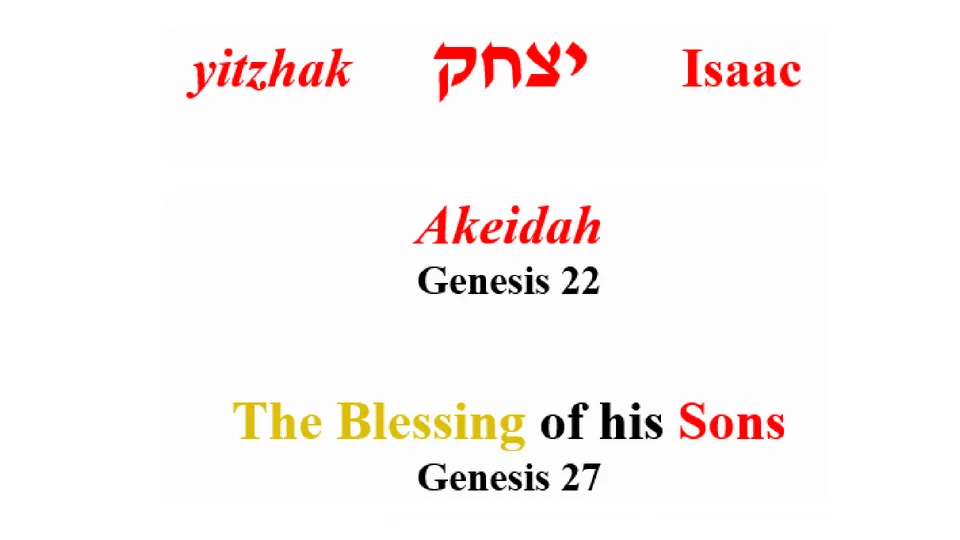 yitzhak יצחק Isaac
Akeidah
Genesis 22
The Blessing of his Sons
Genesis 27